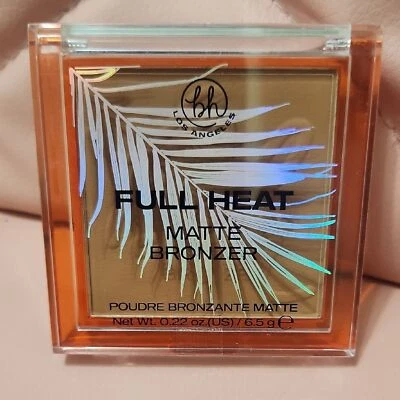 bh
LOS ANGELES
FULL HEAT
MATTE
BRONZER
POUDRE BRONZANTE MATTE
Net Wt. 0.22 oz.(US) / 6.5 g ℮